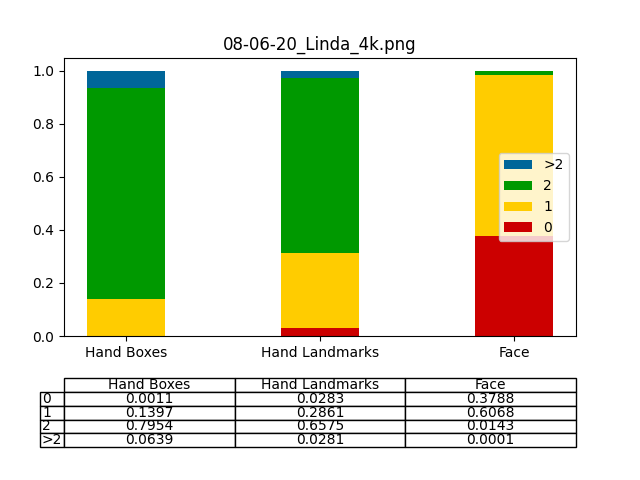 08-06-20_Linda_4k.png
1.0
0.8
0.6
0.4
0.2
0.0
>2
2
1
0
Hand Boxes Hand Landmarks Face
Hand Boxes Hand Landmarks Face
0 0.0011 0.0283 0.3788
1 0.1397 0.2861 0.6068
2 0.7954 0.6575 0.0143
>2 0.0639 0.0281 0.0001